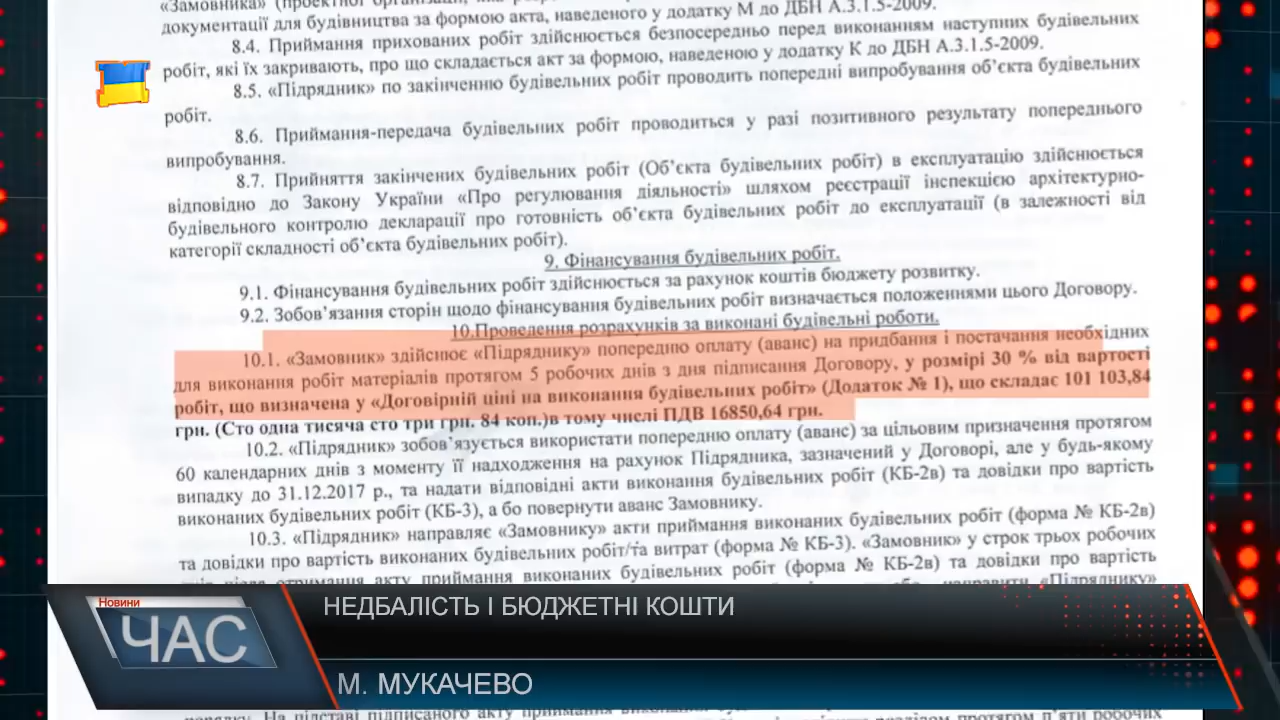 документації для будівництва за формою акта, наведеного у додатку М до ДБН А.3.1.5-2009.
8.4. Приймання прихованих робіт здійснюється безпосередньо перед виконанням наступних будівельних
робіт, які їх закривають, про що складається акт за формою, наведеною у додатку К до ДБН А.3.1.5-2009.
8.5. «Підрядник» по закінченню будівельних робіт проводить попередні випробування об’єкта будівельних
робіт.
8.6. Приймання-передача будівельних робіт проводиться у разі позитивного результату попереднього
випробування.
8.7. Прийняття закінчених будівельних робіт (Об’єкта будівельних робіт) в експлуатацію здійснюється
відповідно до Закону України «Про регулювання діяльності» шляхом реєстрації інспекцією архітектурно-
будівельного контролю декларації про готовність об’єкта будівельних робіт до експлуатації (в залежності від
категорії складності об’єкта будівельних робіт).
9. Фінансування будівельних робіт.
9.1. Фінансування будівельних робіт здійснюється за рахунок коштів бюджету розвитку.
9.2. Зобов’язання сторін щодо фінансування будівельних робіт визначається положеннями цього Договору.
10.Проведення розрахунків за виконані будівельні роботи.
10.1. «Замовник» здійснює «Підряднику» попередню оплату (аванс) на придбання і постачання необхідних
для виконання робіт матеріалів протягом 5 робочих днів з дня підписання Договору, у розмірі 30 % від вартості
робіт, що визначена у «Договірній ціні на виконання будівельних робіт» (Додаток № 1), що складає 101 103,84
грн. (Сто одна тисяча сто три грн. 84 коп.)в тому числі ПДВ 16850,64 грн.
10.2. «Підрядник» зобов’язується використати попередню оплату (аванс) за цільовим призначення протягом
60 календарних днів з моменту її надходження на рахунок Підрядника, зазначений у Договорі, але у будь-якому
випадку до 31.12.2017 р., та надати відповідні акти виконання будівельних робіт (КБ-2в) та довідки про вартість
виконаних будівельних робіт (КБ-3), а або повернути аванс Замовнику.
10.3. «Підрядник» направляє «Замовнику» акти приймання виконаних будівельних робіт (форма № КБ-2в)
та довідки про вартість виконаних будівельних робіт/та витрат (форма № КБ-3). «Замовник» у строк трьох робочих
після отримання акту приймання виконаних будівельних робіт (форма № КБ-2в) та довідки про вартість
направити «Підряднику»
Новини
ЧАС
НЕДБАЛІСТЬ І БЮДЖЕТНІ КОШТИ
М. МУКАЧЕВО